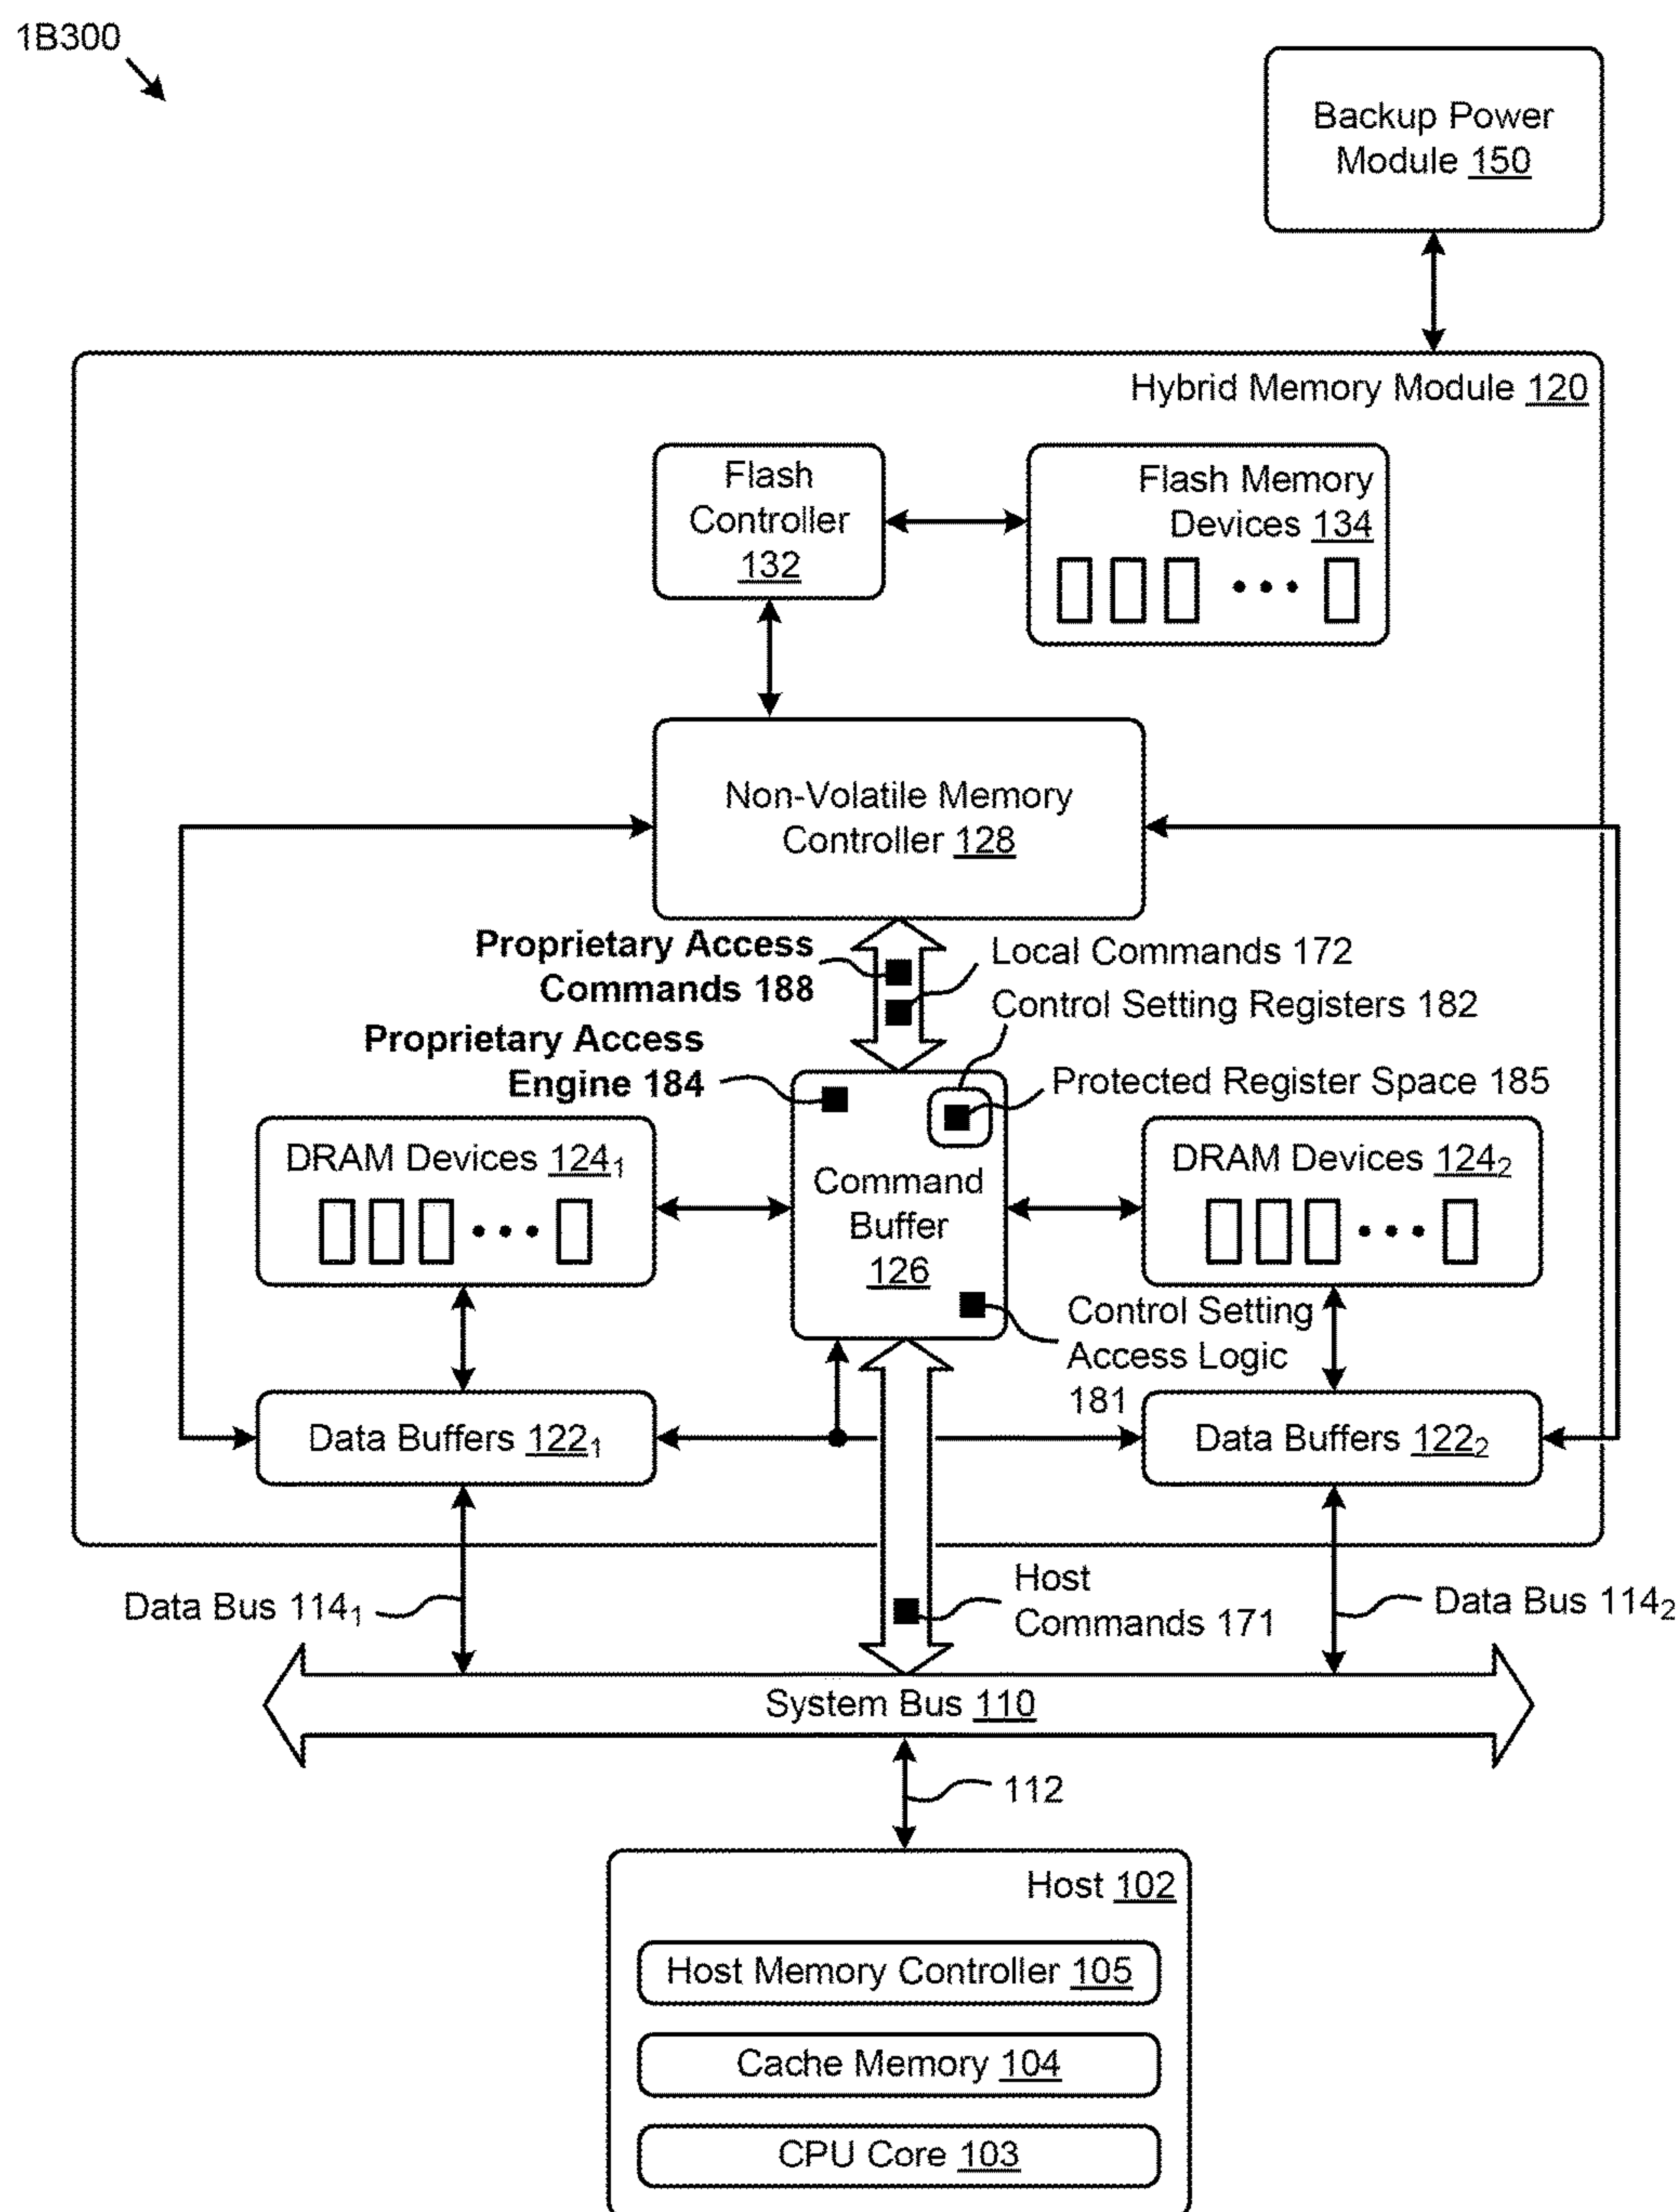 1B300
Backup Power
Module 150
Hybrid Memory Module 120
Flash
Controller
132
Flash Memory
Devices 134
Non-Volatile Memory
Controller 128
Proprietary Access
Commands 188
Local Commands 172
Control Setting Registers 182
Proprietary Access
Engine 184
Protected Register Space 185
DRAM Devices 124₁
Command
Buffer
126
DRAM Devices 124₂
Control Setting
Access Logic
181
Data Buffers 122₁
Data Buffers 122₂
Data Bus 114₁
Host
Commands 171
Data Bus 114₂
System Bus 110
112
Host 102
Host Memory Controller 105
Cache Memory 104
CPU Core 103